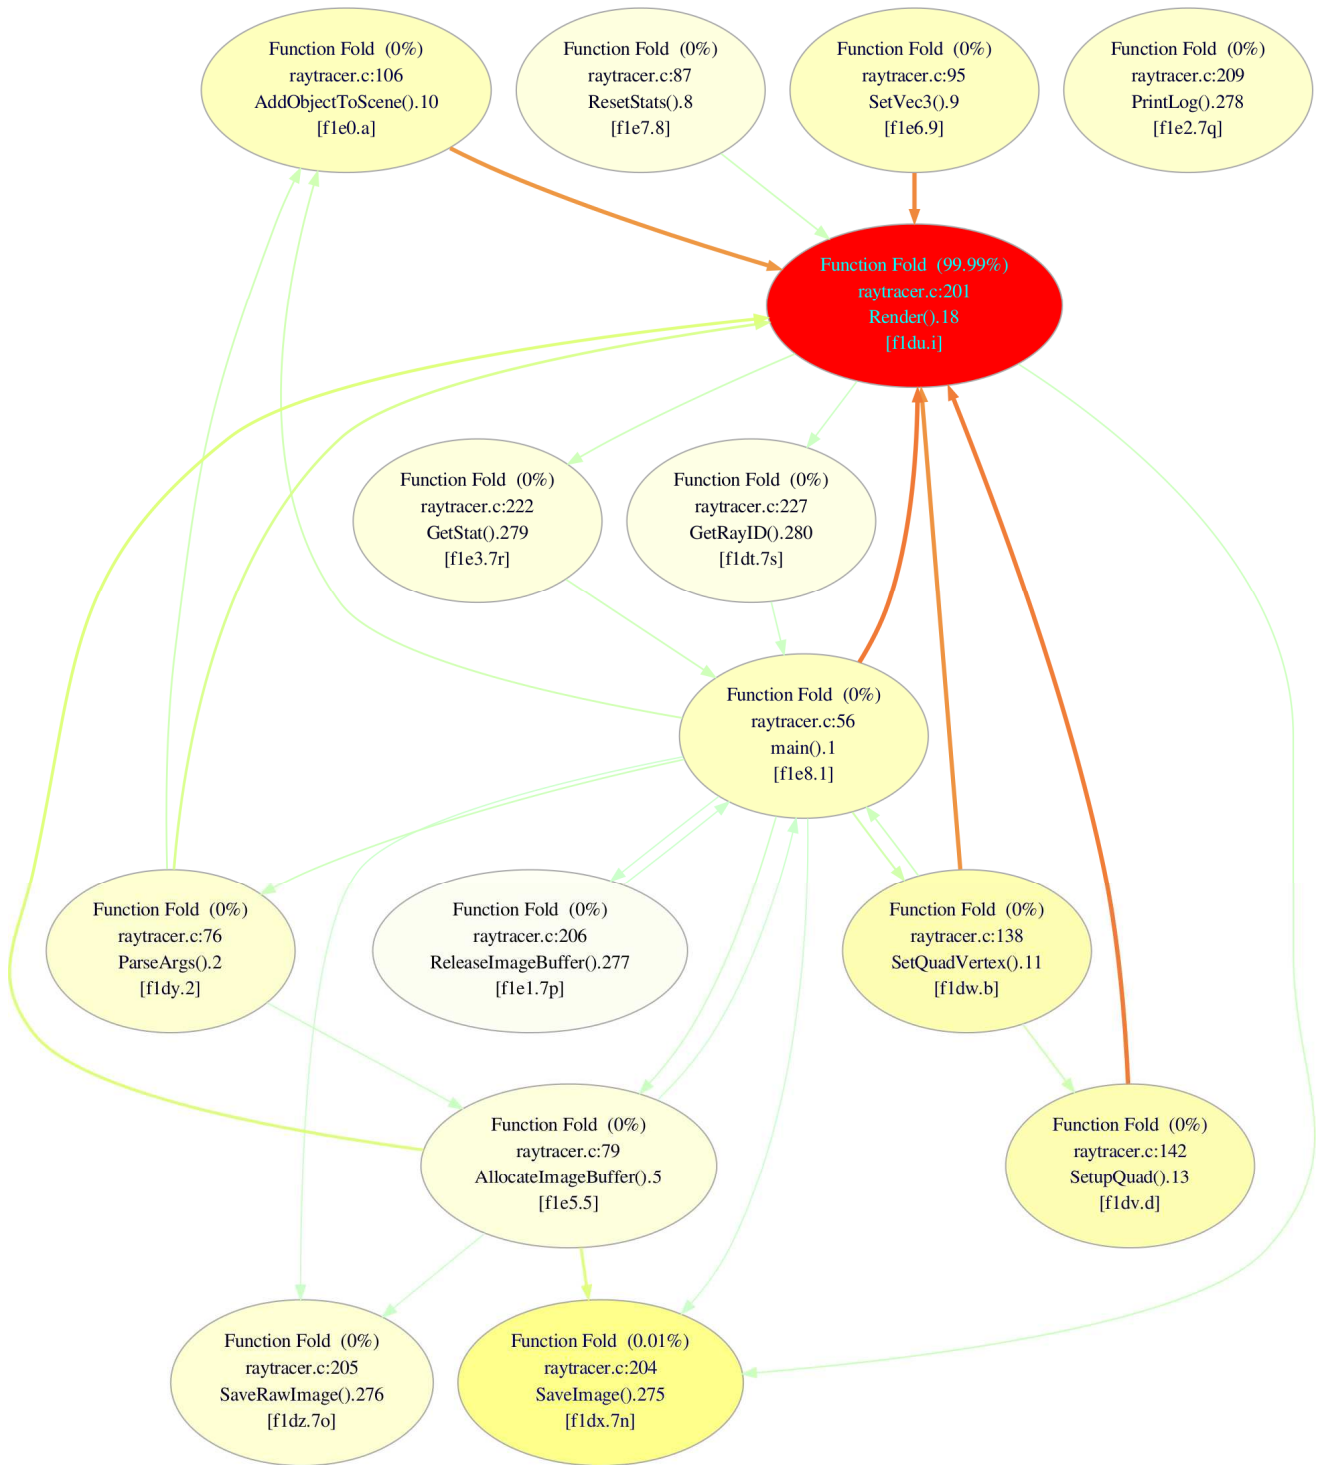 Function Fold  (0%)
raytracer.c:106
AddObjectToScene().10
[f1e0.a]
Function Fold  (0%)
raytracer.c:87
ResetStats().8
[f1e7.8]
Function Fold  (0%)
raytracer.c:95
SetVec3().9
[f1e6.9]
Function Fold  (0%)
raytracer.c:209
PrintLog().278
[f1e2.7q]
Function Fold  (99.99%)
raytracer.c:201
Render().18
[f1du.i]
Function Fold  (0%)
raytracer.c:222
GetStat().279
[f1e3.7r]
Function Fold  (0%)
raytracer.c:227
GetRayID().280
[f1dt.7s]
Function Fold  (0%)
raytracer.c:56
main().1
[f1e8.1]
Function Fold  (0%)
raytracer.c:76
ParseArgs().2
[f1dy.2]
Function Fold  (0%)
raytracer.c:206
ReleaseImageBuffer().277
[f1e1.7p]
Function Fold  (0%)
raytracer.c:138
SetQuadVertex().11
[f1dw.b]
Function Fold  (0%)
raytracer.c:79
AllocateImageBuffer().5
[f1e5.5]
Function Fold  (0%)
raytracer.c:142
SetupQuad().13
[f1dv.d]
Function Fold  (0%)
raytracer.c:205
SaveRawImage().276
[f1dz.7o]
Function Fold  (0.01%)
raytracer.c:204
SaveImage().275
[f1dx.7n]